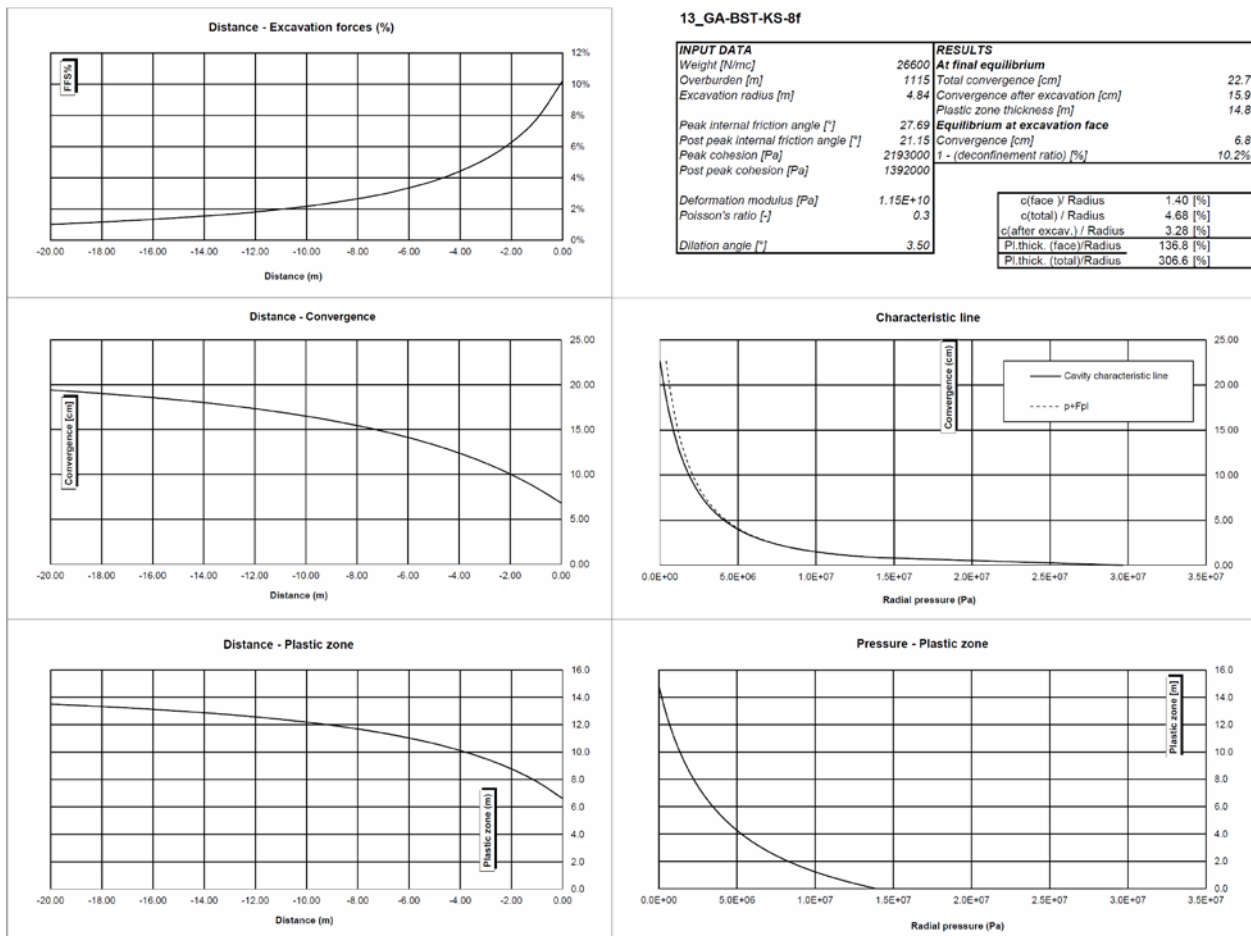 Distance - Excavation forces (%)
FFS%
12%
10%
8%
6%
4%
2%
0%
-20.00 -18.00 -16.00 -14.00 -12.00 -10.00 -8.00 -6.00 -4.00 -2.00 0.00
Distance (m)
13_GA-BST-KS-8f
INPUT DATA RESULTS
Weight [N/mc] 26600 At final equilibrium
Overburden [m] 1115 Total convergence [cm] 22.7
Excavation radius [m] 4.84 Convergence after excavation [cm] 15.9
Plastic zone thickness [m] 14.8
Peak internal friction angle [°] 27.69 Equilibrium at excavation face
Post peak internal friction angle [°] 21.15 Convergence [cm] 6.8
Peak cohesion [Pa] 2193000 1 - (deconfinement ratio) [%] 10.2%
Post peak cohesion [Pa] 1392000
Deformation modulus [Pa] 1.15E+10
Poisson's ratio [-] 0.3
Dilation angle [°] 3.50
c(face )/ Radius 1.40 [%]
c(total) / Radius 4.68 [%]
c(after excav.) / Radius 3.28 [%]
Pl.thick. (face)/Radius 136.8 [%]
Pl.thick. (total)/Radius 306.6 [%]
Distance - Convergence
Convergence [cm]
25.00
20.00
15.00
10.00
5.00
0.00
-20.00 -18.00 -16.00 -14.00 -12.00 -10.00 -8.00 -6.00 -4.00 -2.00 0.00
Distance (m)
Characteristic line
Convergence (cm)
Cavity characteristic line
p+Fpl
25.00
20.00
15.00
10.00
5.00
0.00
0.0E+00 5.0E+06 1.0E+07 1.5E+07 2.0E+07 2.5E+07 3.0E+07 3.5E+07
Radial pressure (Pa)
Distance - Plastic zone
Plastic zone (m)
16.0
14.0
12.0
10.0
8.0
6.0
4.0
2.0
0.0
-20.00 -18.00 -16.00 -14.00 -12.00 -10.00 -8.00 -6.00 -4.00 -2.00 0.00
Distance (m)
Pressure - Plastic zone
Plastic zone [m]
16.0
14.0
12.0
10.0
8.0
6.0
4.0
2.0
0.0
0.0E+00 5.0E+06 1.0E+07 1.5E+07 2.0E+07 2.5E+07 3.0E+07 3.5E+07
Radial pressure (Pa)